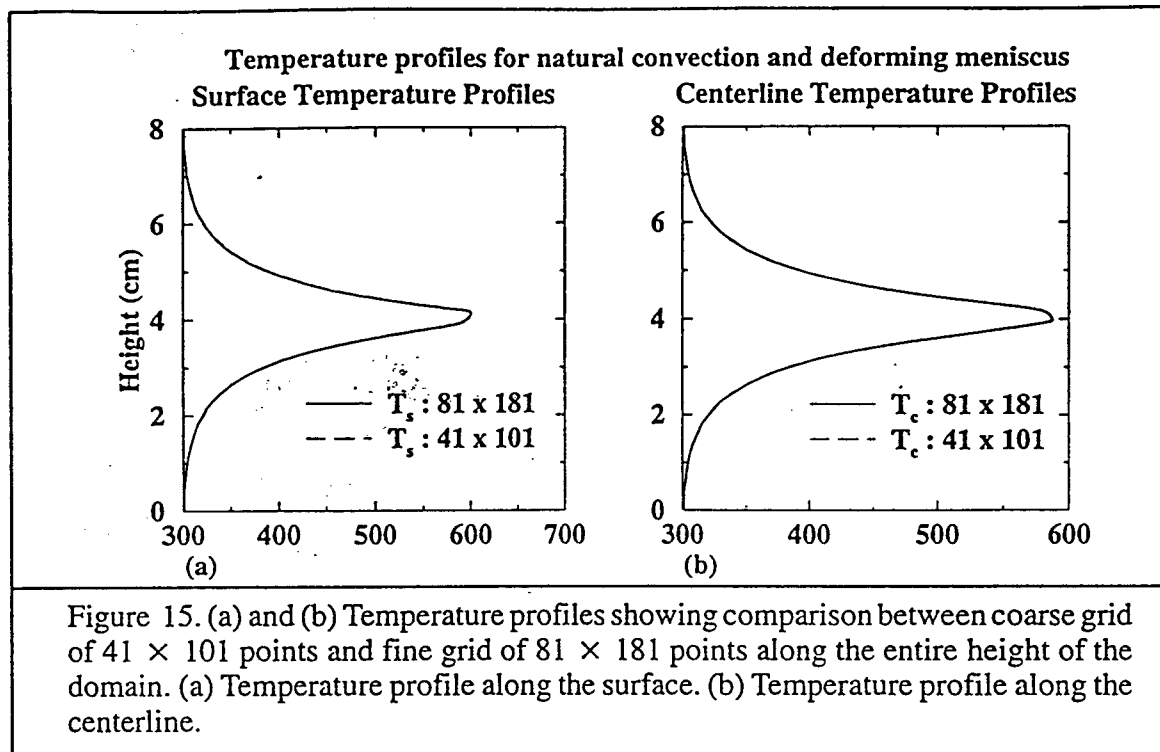 Temperature profiles for natural convection and deforming meniscus
Surface Temperature Profiles
Centerline Temperature Profiles
8
6
4
2
0
Height (cm)
T_s : 81 x 181
T_s : 41 x 101
300 400 500 600 700
(a)
8
6
4
2
0
T_c : 81 x 181
T_c : 41 x 101
300 400 500 600
(b)
Figure 15. (a) and (b) Temperature profiles showing comparison between coarse grid
of 41 × 101 points and fine grid of 81 × 181 points along the entire height of the
domain. (a) Temperature profile along the surface. (b) Temperature profile along the
centerline.